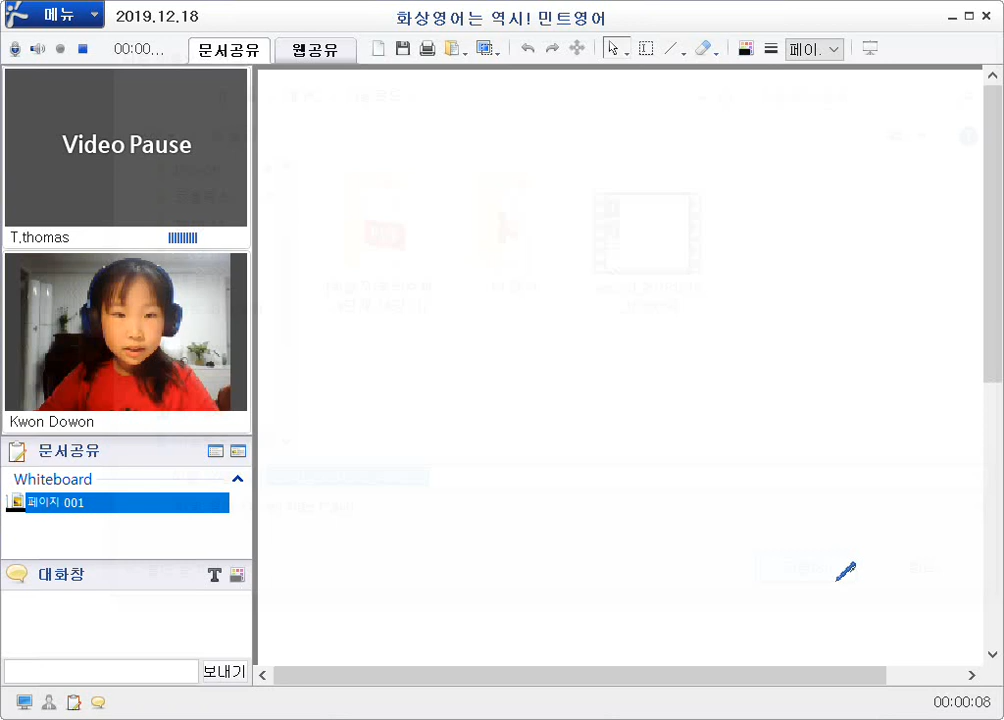 메뉴
2019.12.18
화상영어는 역시! 민트영어
00:00...
문서공유
웹공유
페이.
Video Pause
T.thomas
Kwon Dowon
문서공유
Whiteboard
페이지 001
대화창
T
보내기
00:00:08